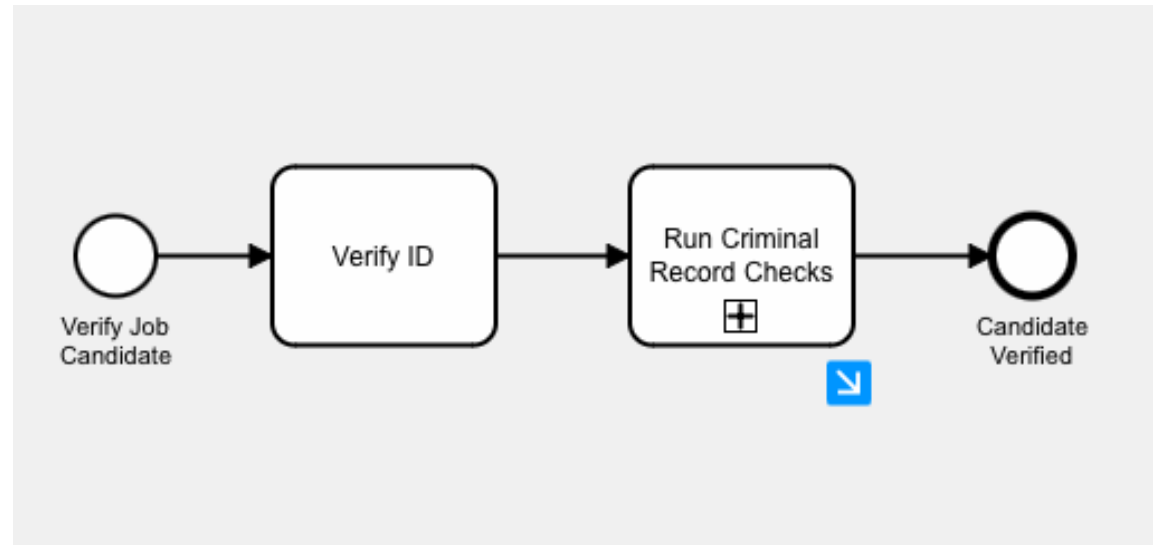 Verify Job
Candidate
Verify ID
Run Criminal
Record Checks
Candidate
Verified